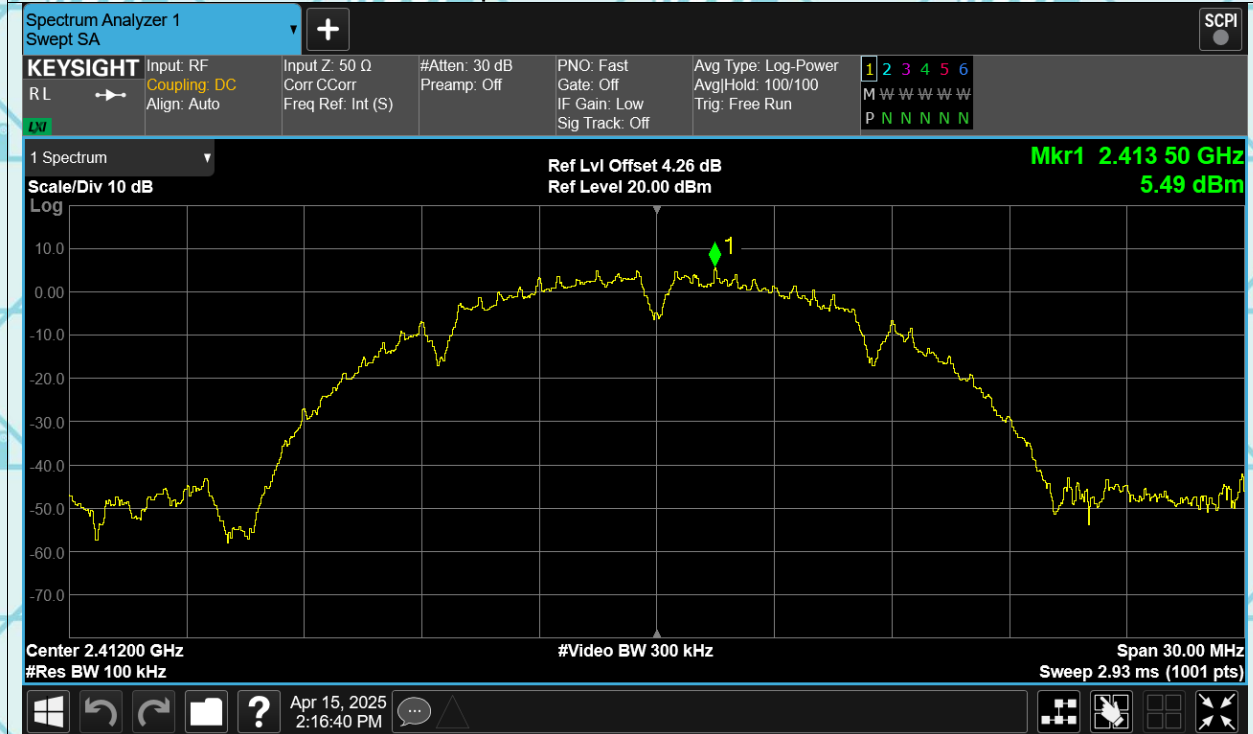 Spectrum Analyzer 1
Swept SA
+
SCPI
KEYSIGHT
R L
LXI
Input: RF
Coupling: DC
Align: Auto
Input Z: 50 Ω
Corr CCorr
Freq Ref: Int (S)
#Atten: 30 dB
Preamp: Off
PNO: Fast
Gate: Off
IF Gain: Low
Sig Track: Off
Avg Type: Log-Power
Avg|Hold: 100/100
Trig: Free Run
1 2 3 4 5 6
M W W W W W
P N N N N N
1 Spectrum
Scale/Div 10 dB
Log
Ref Lvl Offset 4.26 dB
Ref Level 20.00 dBm
Mkr1 2.413 50 GHz
5.49 dBm
1
10.0
0.00
-10.0
-20.0
-30.0
-40.0
-50.0
-60.0
-70.0
Center 2.41200 GHz
#Res BW 100 kHz
#Video BW 300 kHz
Span 30.00 MHz
Sweep 2.93 ms (1001 pts)
?
Apr 15, 2025
2:16:40 PM